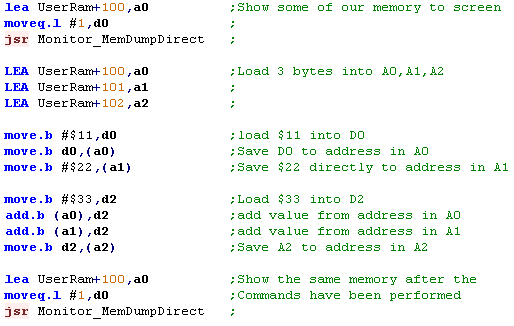 lea UserRam+100,a0 ;Show some of our memory to screen
moveq.l #1,d0 ;
jsr Monitor_MemDumpDirect ;
LEA UserRam+100,a0 ;Load 3 bytes into A0,A1,A2
LEA UserRam+101,a1 ;
LEA UserRam+102,a2 ;
move.b #$11,d0 ;load $11 into D0
move.b d0,(a0) ;Save D0 to address in A0
move.b #$22,(a1) ;Save $22 directly to address in A1
move.b #$33,d2 ;Load $33 into D2
add.b (a0),d2 ;add value from address in A0
add.b (a1),d2 ;add value from address in A1
move.b d2,(a2) ;Save A2 to address in A2
lea UserRam+100,a0 ;Show the same memory after the
moveq.l #1,d0 ;Commands have been performed
jsr Monitor_MemDumpDirect ;